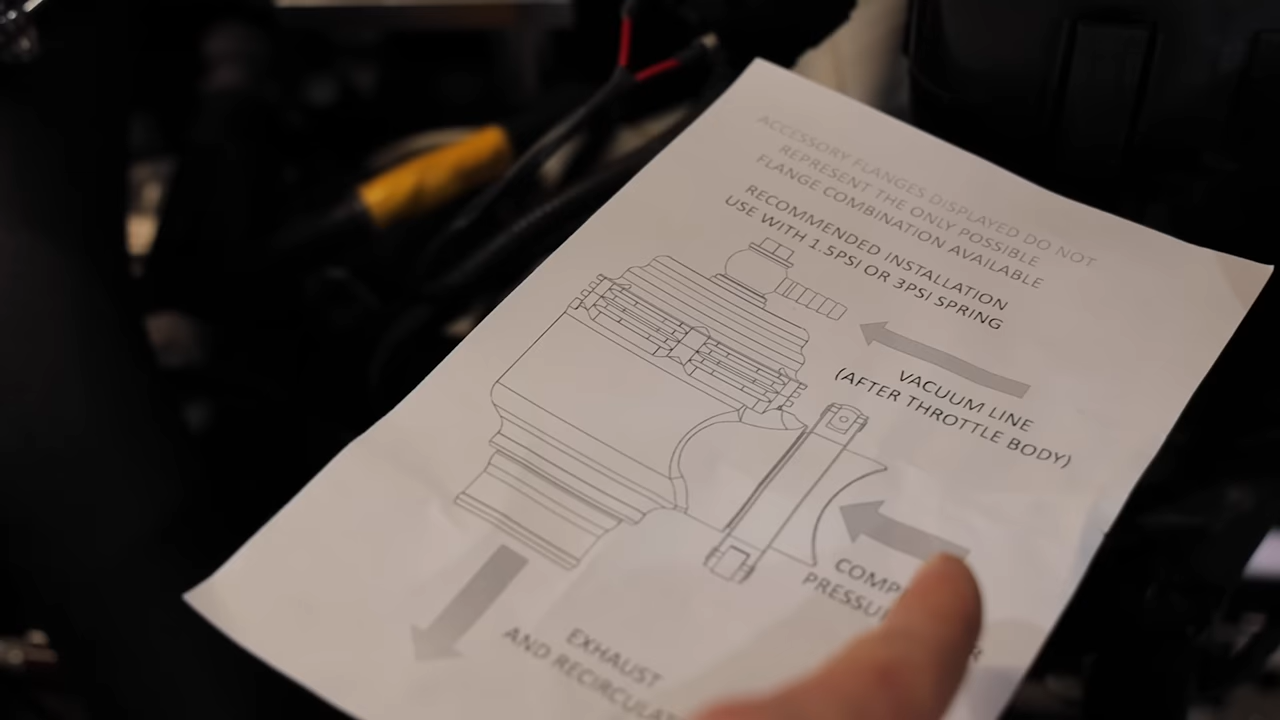 ACCESSORY FLANGES DISPLAYED DO NOT
REPRESENT THE ONLY POSSIBLE
FLANGE COMBINATION AVAILABLE
RECOMMENDED INSTALLATION
USE WITH 1.5PSI OR 3PSI SPRING
VACUUM LINE
(AFTER THROTTLE BODY)
EXHAUST
AND